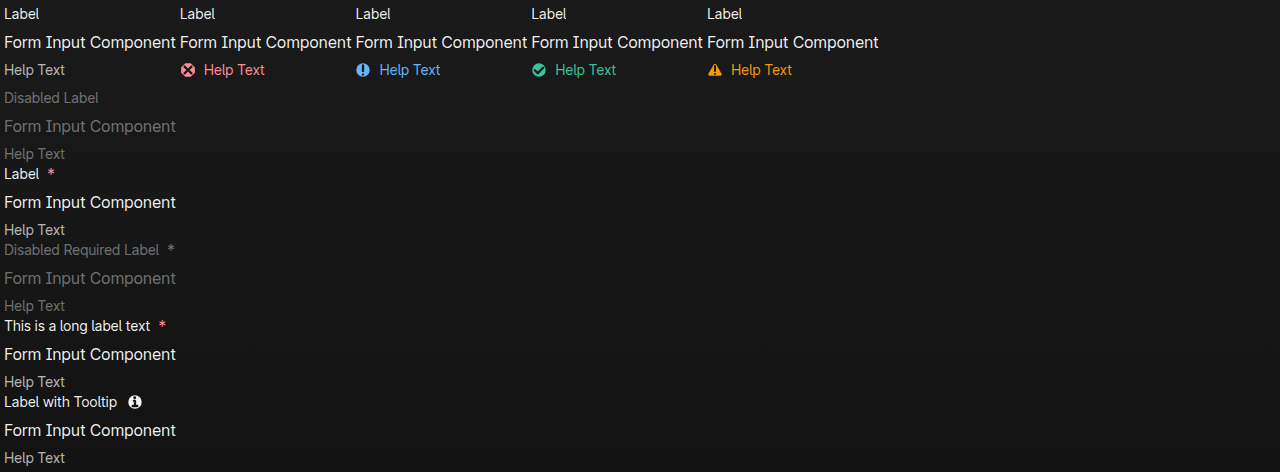 Label Label Label Label Label
Form Input Component Form Input Component Form Input Component Form Input Component Form Input Component
Help Text Help Text Help Text Help Text Help Text
Disabled Label
Form Input Component
Help Text
Label *
Form Input Component
Help Text
Disabled Required Label *
Form Input Component
Help Text
This is a long label text *
Form Input Component
Help Text
Label with Tooltip
Form Input Component
Help Text